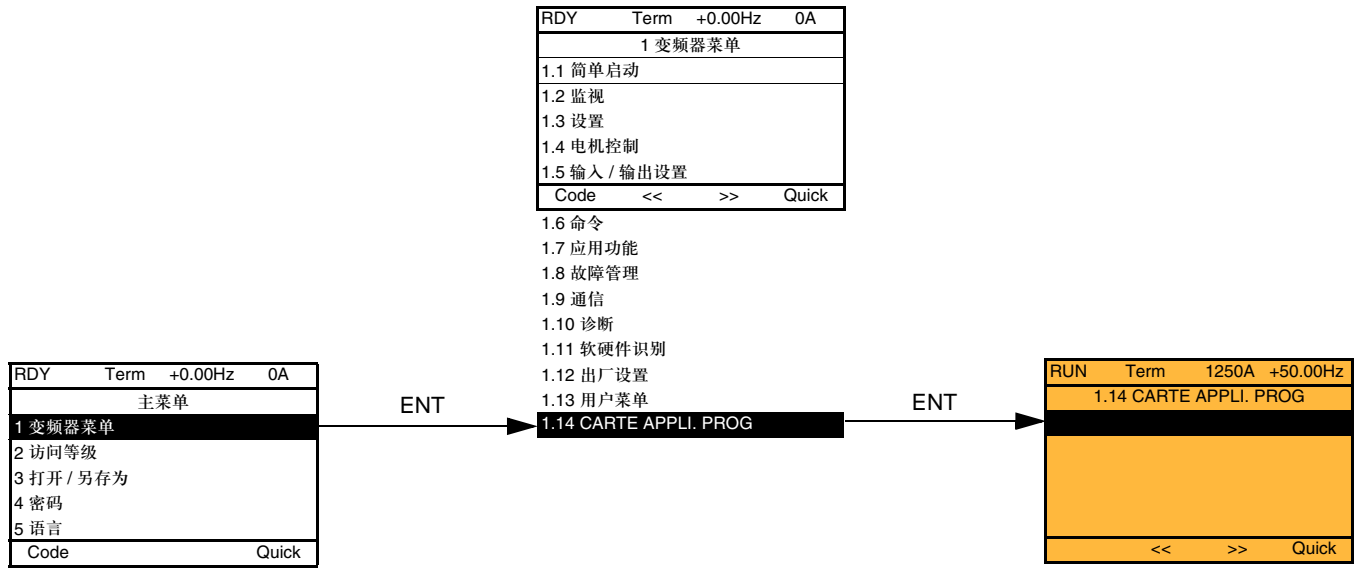 RDY Term +0.00Hz 0A
1 变频器菜单
1.1 简单启动
1.2 监视
1.3 设置
1.4 电机控制
1.5 输入 / 输出设置
Code << >> Quick
1.6 命令
1.7 应用功能
1.8 故障管理
1.9 通信
1.10 诊断
1.11 软硬件识别
1.12 出厂设置
1.13 用户菜单
1.14 CARTE APPLI. PROG
RDY Term +0.00Hz 0A
主菜单
1 变频器菜单
2 访问等级
3 打开 / 另存为
4 密码
5 语言
Code Quick
ENT
ENT
RUN Term 1250A +50.00Hz
1.14 CARTE APPLI. PROG
<< >> Quick